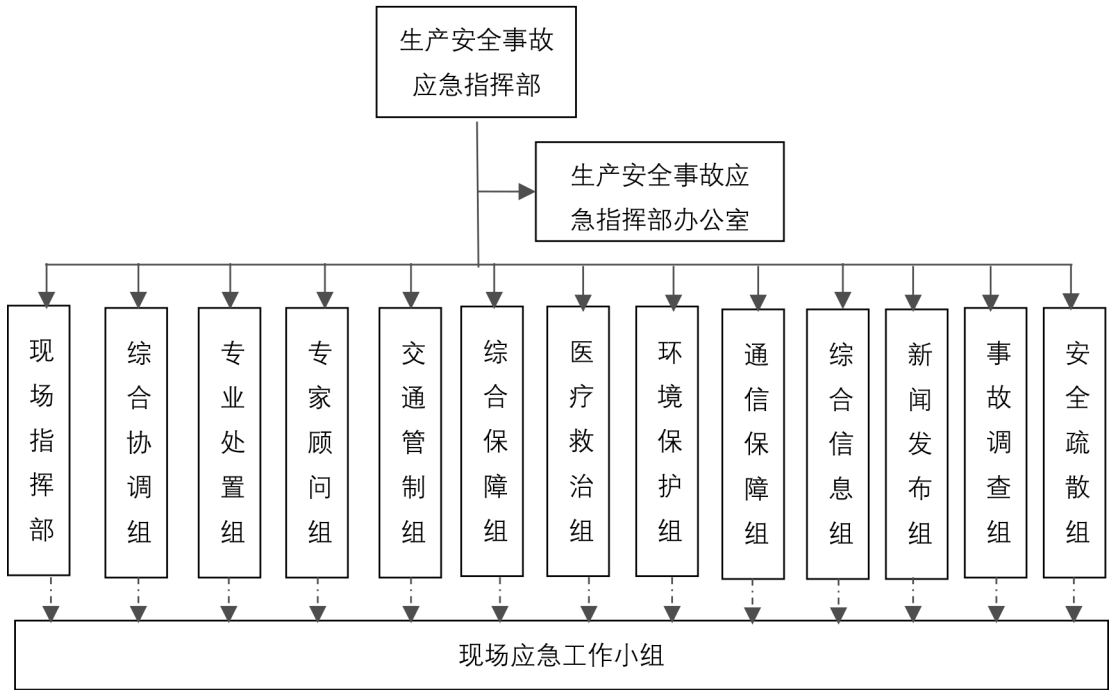 生产安全事故
应急指挥部
生产安全事故应
急指挥部办公室
现场指挥部
综合协调组
专业处置组
专家顾问组
交通管制组
综合保障组
医疗救治组
环境保护组
通信保障组
综合信息组
新闻发布组
事故调查组
安全疏散组
现场应急工作小组